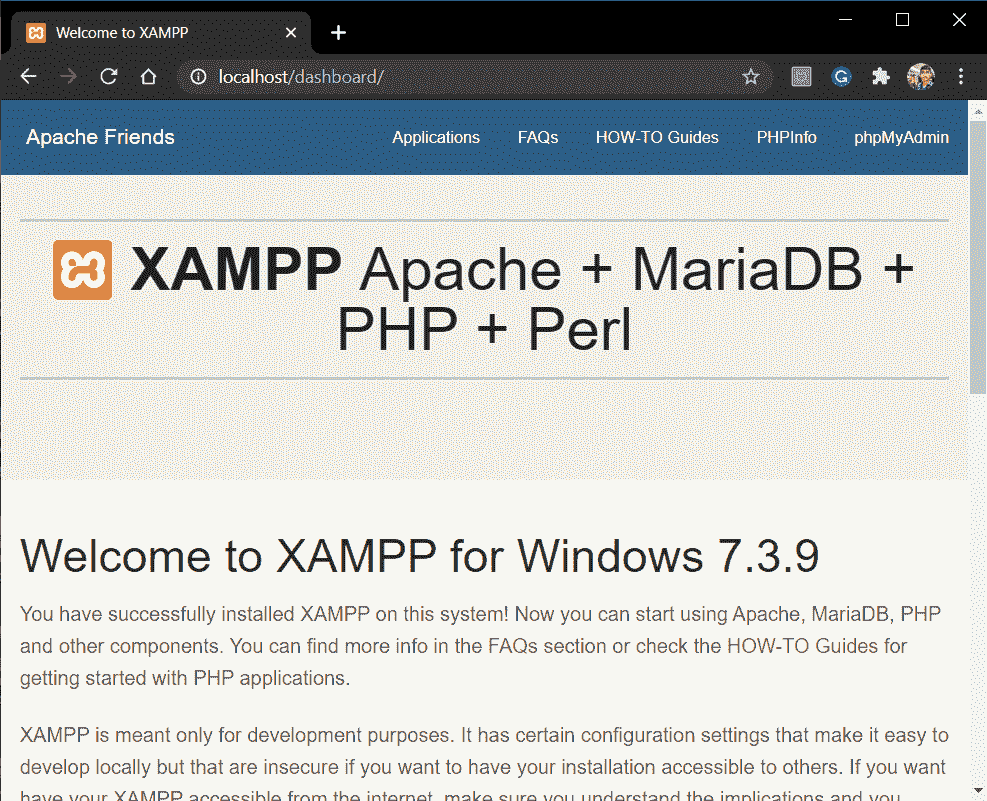 Welcome to XAMPP
localhost/dashboard/
Apache Friends Applications FAQs HOW-TO Guides PHPInfo phpMyAdmin
XAMPP Apache + MariaDB +
PHP + Perl
Welcome to XAMPP for Windows 7.3.9
You have successfully installed XAMPP on this system! Now you can start using Apache, MariaDB, PHP
and other components. You can find more info in the FAQs section or check the HOW-TO Guides for
getting started with PHP applications.
XAMPP is meant only for development purposes. It has certain configuration settings that make it easy to
develop locally but that are insecure if you want to have your installation accessible to others. If you want
have your XAMPP accessible from the internet, make sure you understand the implications and you